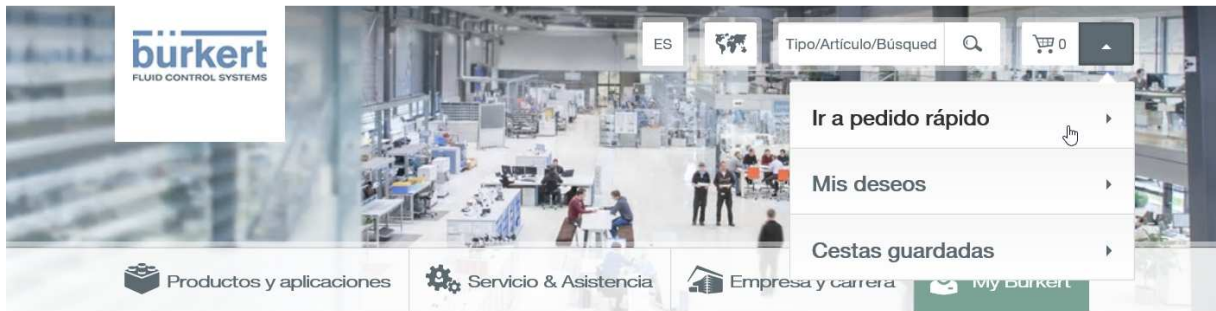 bürkert
FLUID CONTROL SYSTEMS
ES
Tipo/Artículo/Búsqued
0
Ir a pedido rápido
Mis deseos
Cestas guardadas
Productos y aplicaciones
Servicio & Asistencia
Empresa y carrera
My Bürkert